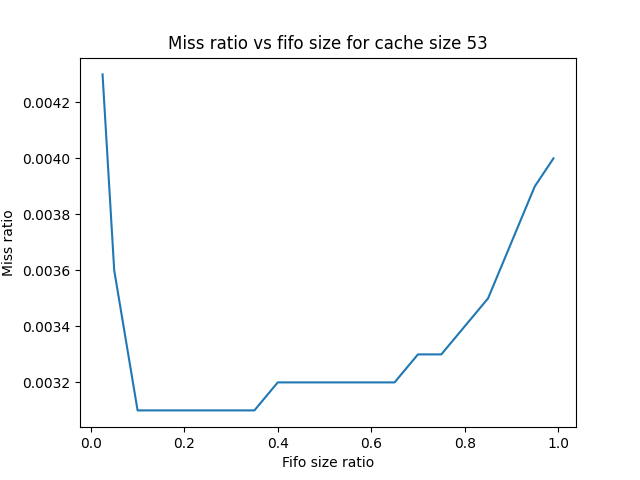 Miss ratio vs fifo size for cache size 53
0.0042
0.0040
0.0038
0.0036
0.0034
0.0032
Miss ratio
0.0 0.2 0.4 0.6 0.8 1.0
Fifo size ratio